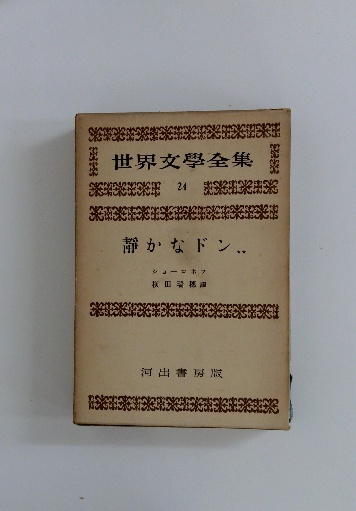 世界文學全集
24
靜かなドン..
ショーロホフ
横田瑞穗譯
河出書房版